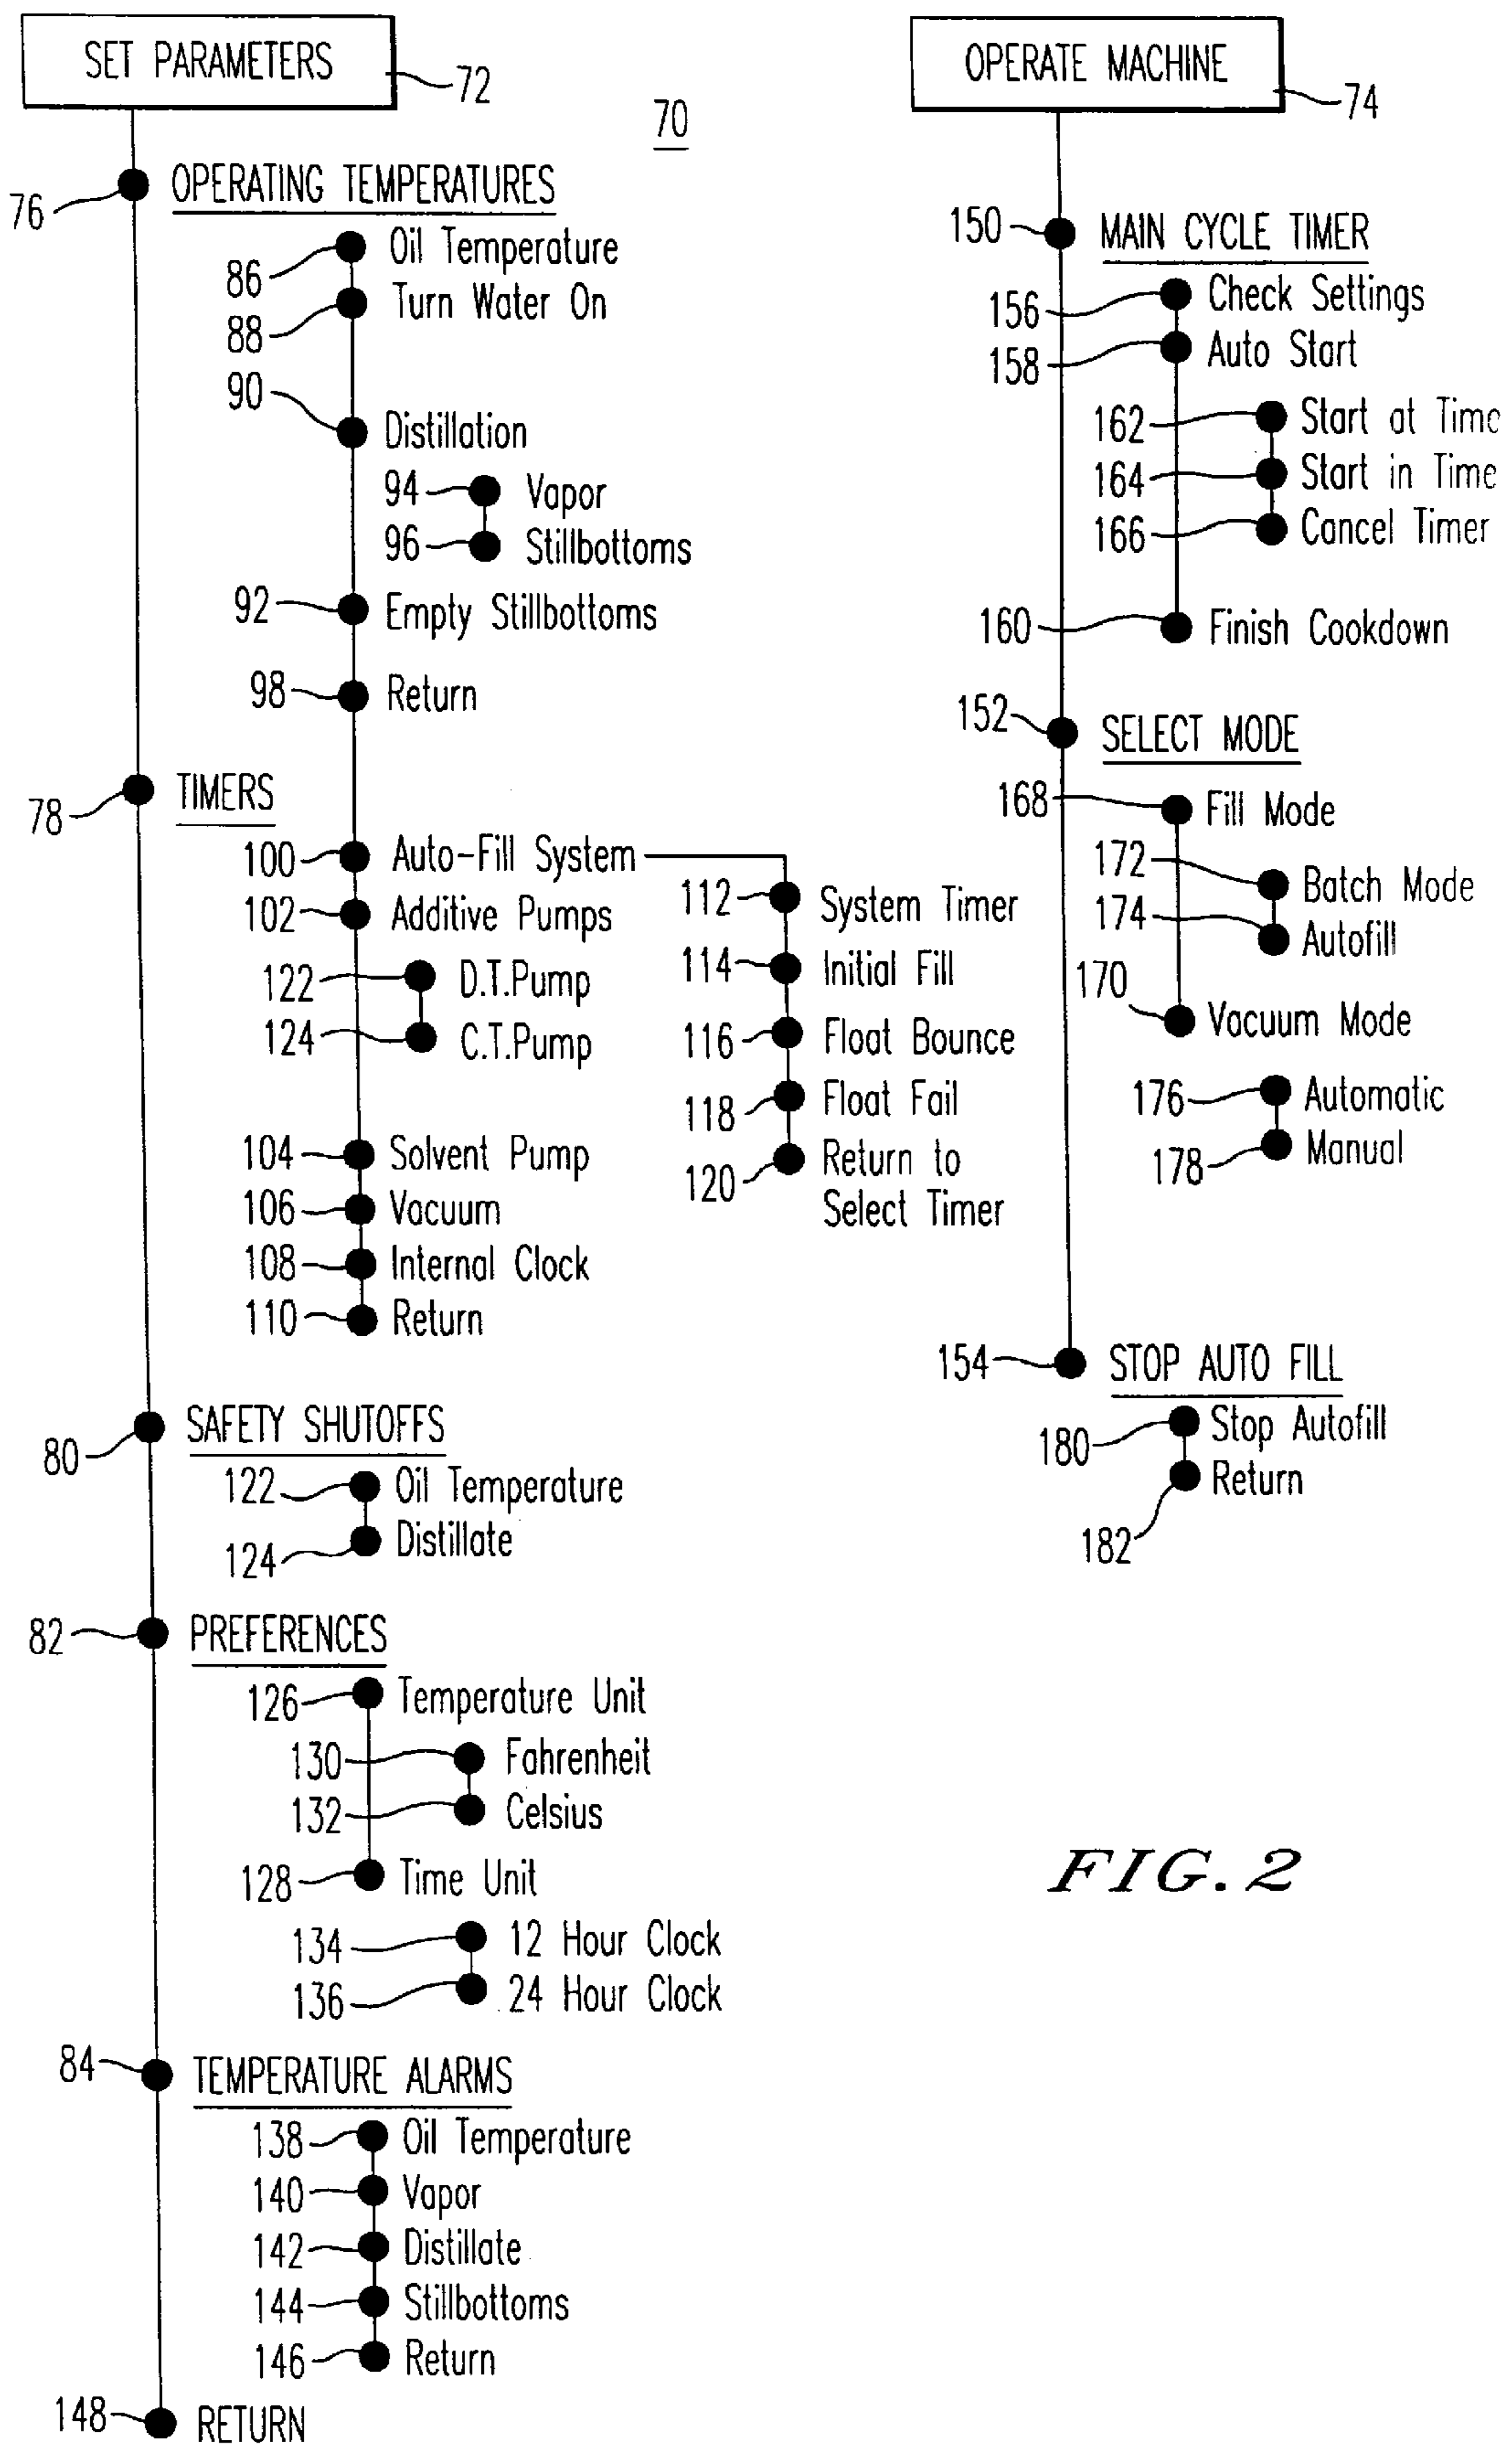 SET PARAMETERS
72
70
76
OPERATING TEMPERATURES
86
Oil Temperature
88
Turn Water On
90
Distillation
94
Vapor
96
Stillbottoms
92
Empty Stillbottoms
98
Return
78
TIMERS
100
Auto-Fill System
112
System Timer
114
Initial Fill
116
Float Bounce
118
Float Fail
120
Return to
Select Timer
102
Additive Pumps
122
D.T.Pump
124
C.T.Pump
104
Solvent Pump
106
Vacuum
108
Internal Clock
110
Return
80
SAFETY SHUTOFFS
122
Oil Temperature
124
Distillate
82
PREFERENCES
126
Temperature Unit
130
Fahrenheit
132
Celsius
128
Time Unit
134
12 Hour Clock
136
24 Hour Clock
84
TEMPERATURE ALARMS
138
Oil Temperature
140
Vapor
142
Distillate
144
Stillbottoms
146
Return
148
RETURN
OPERATE MACHINE
74
150
MAIN CYCLE TIMER
156
Check Settings
158
Auto Start
162
Start at Time
164
Start in Time
166
Cancel Timer
160
Finish Cookdown
152
SELECT MODE
168
Fill Mode
172
Batch Mode
174
Autofill
170
Vacuum Mode
176
Automatic
178
Manual
154
STOP AUTO FILL
180
Stop Autofill
182
Return
FIG. 2